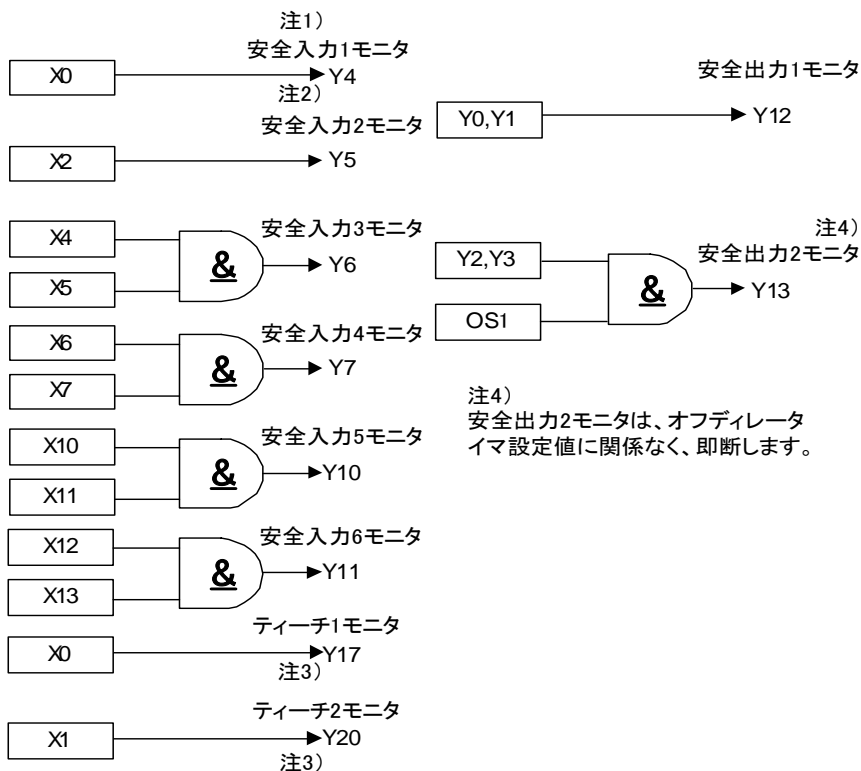 注1)
安全入力1モニタ
X0
Y4
注2)
安全入力2モニタ
X2
Y5
安全入力3モニタ
X4
X5
&
Y6
安全入力4モニタ
X6
X7
&
Y7
安全入力5モニタ
X10
X11
&
Y10
安全入力6モニタ
X12
X13
&
Y11
ティーチ1モニタ
X0
Y17
注3)
ティーチ2モニタ
X1
Y20
注3)
安全出力1モニタ
Y0,Y1
Y12
注4)
安全出力2モニタ
Y2,Y3
OS1
&
Y13
注4)
安全出力2モニタは、オフディレータ
イマ設定値に関係なく、即断します。